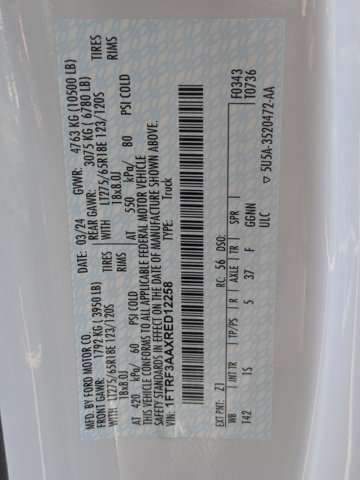 MFD. BY FORD MOTOR CO.
DATE: 03/24 GVWR: 4763 KG (10500 LB)
FRONT GAWR: 1792 KG ( 3950 LB) REAR GAWR: 3075 KG ( 6780 LB)
WITH LT275/65R18E 123/120S TIRES WITH LT275/65R18E 123/120S TIRES
18x8.0J RIMS 18x8.0J RIMS
AT 420 kPa/ 60 PSI COLD AT 550 kPa/ 80 PSI COLD
THIS VEHICLE CONFORMS TO ALL APPLICABLE FEDERAL MOTOR VEHICLE
SAFETY STANDARDS IN EFFECT ON THE DATE OF MANUFACTURE SHOWN ABOVE.
VIN: 1FTRF3AAXRED12258 TYPE: Truck
F0343
T0736
EXT PNT: Z1 RC: 56 DSO:
WB INT TR TP/PS R AXLE TR SPR
142 1S 5 37 F GGNN
ULC
5U5A-3520472-AA